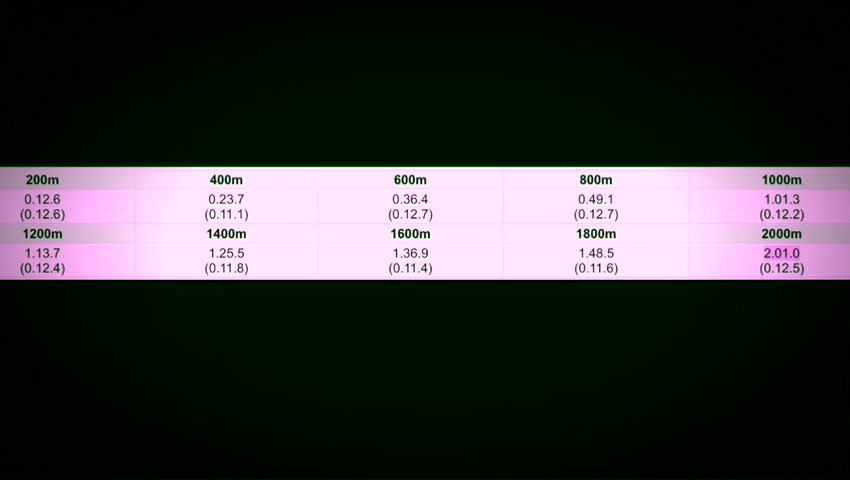 200m 400m 600m 800m 1000m
0.12.6 0.23.7 0.36.4 0.49.1 1.01.3
(0.12.6) (0.11.1) (0.12.7) (0.12.7) (0.12.2)
1200m 1400m 1600m 1800m 2000m
1.13.7 1.25.5 1.36.9 1.48.5 2.01.0
(0.12.4) (0.11.8) (0.11.4) (0.11.6) (0.12.5)